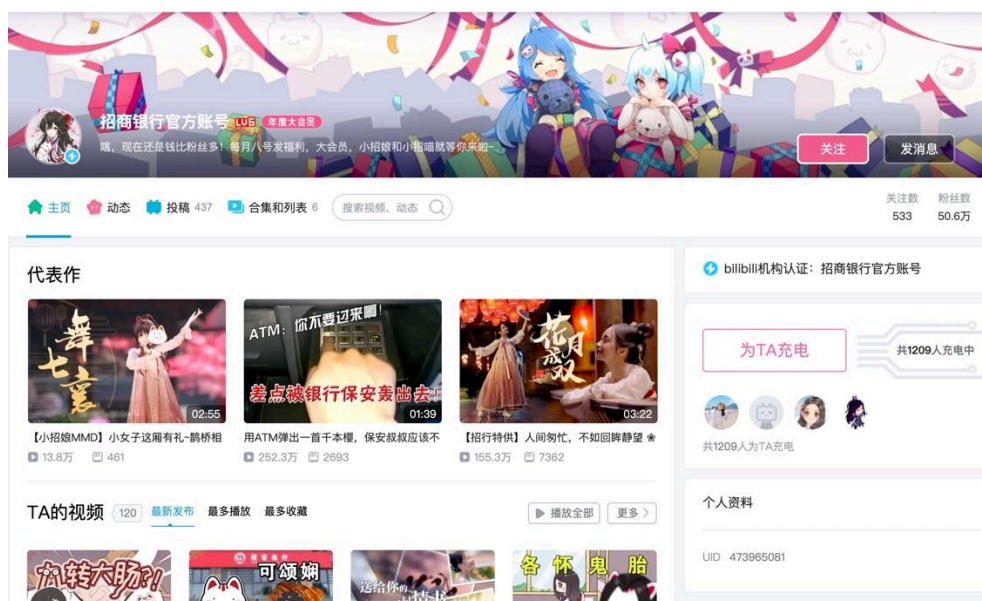 招商银行官方账号 LV6 年度大会员
嘿，现在还是钱比粉丝多！每月八号发福利，大会员，小招娘和小招喵就等你来啦~
关注
发消息
主页
动态
投稿 437
合集和列表 6
搜索视频、动态
关注数
533
粉丝数
50.6万
代表作
舞七裹
02:55
【小招娘MMD】小女子这厢有礼~鹊桥相
13.8万 461
ATM：你不要过来啊！
差点被银行保安轰出去！
01:39
用ATM弹出一首千本樱，保安叔叔应该不
252.3万 2693
花月成双
03:22
【招行特供】人间匆忙，不如回眸静望 ❀
155.3万 7362
TA的视频 120
最新发布
最多播放
最多收藏
播放全部
更多
九转大肠?!
可颂娴
送给你的
情书
各怀鬼胎
bilibili机构认证：招商银行官方账号
为TA充电
共1209人充电中
共1209人为TA充电
个人资料
UID 473965081